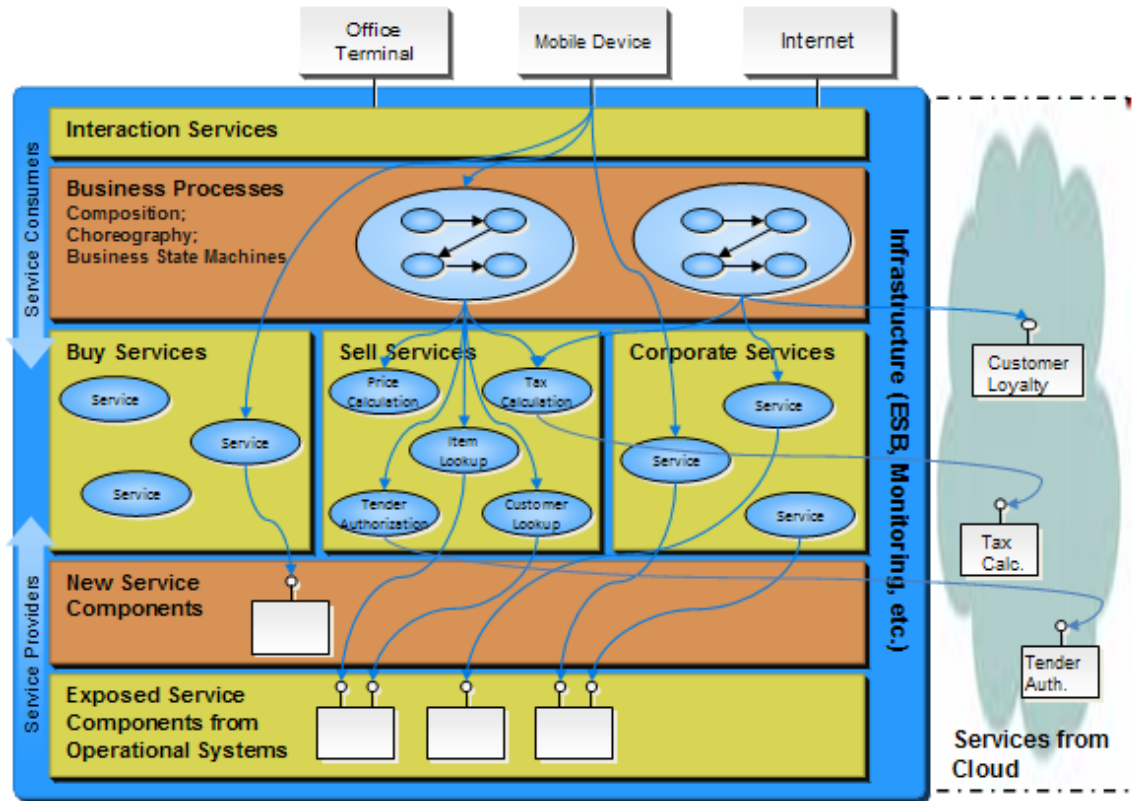 Office
Terminal
Mobile Device
Internet
Interaction Services
Business Processes
Composition;
Choreography;
Business State Machines
Service Consumers
Buy Services
Service
Service
Service
Sell Services
Price
Calculation
Tax
Calculation
Item
Lookup
Tender
Authorization
Customer
Lookup
Corporate Services
Service
Service
Service
Infrastructure (ESB, Monitoring, etc.)
Customer
Loyalty
Tax
Calc.
Tender
Auth.
Services from
Cloud
Service Providers
New Service
Components
Exposed Service
Components from
Operational Systems